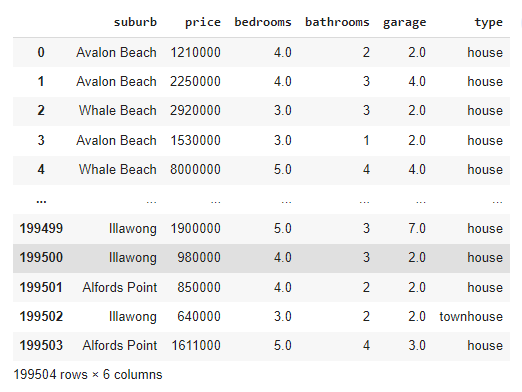 suburb price bedrooms bathrooms garage type
0 Avalon Beach 1210000 4.0 2 2.0 house
1 Avalon Beach 2250000 4.0 3 4.0 house
2 Whale Beach 2920000 3.0 3 2.0 house
3 Avalon Beach 1530000 3.0 1 2.0 house
4 Whale Beach 8000000 5.0 4 4.0 house
... ... ... ... ... ... ...
199499 Illawong 1900000 5.0 3 7.0 house
199500 Illawong 980000 4.0 3 2.0 house
199501 Alfords Point 850000 4.0 2 2.0 house
199502 Illawong 640000 3.0 2 2.0 townhouse
199503 Alfords Point 1611000 5.0 4 3.0 house
199504 rows × 6 columns